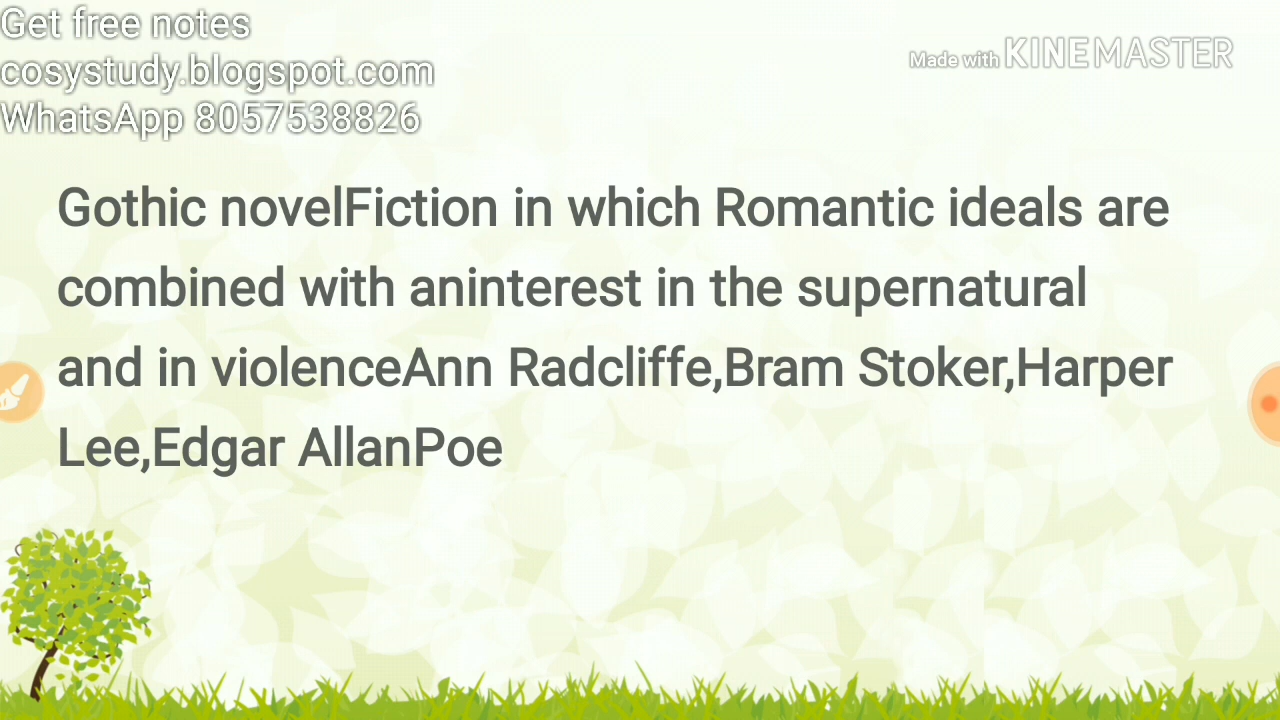 Get free notes
cosystudy.blogspot.com
WhatsApp 8057538826
Made with KINEMASTER
Gothic novelFiction in which Romantic ideals are
combined with aninterest in the supernatural
and in violenceAnn Radcliffe,Bram Stoker,Harper
Lee,Edgar AllanPoe